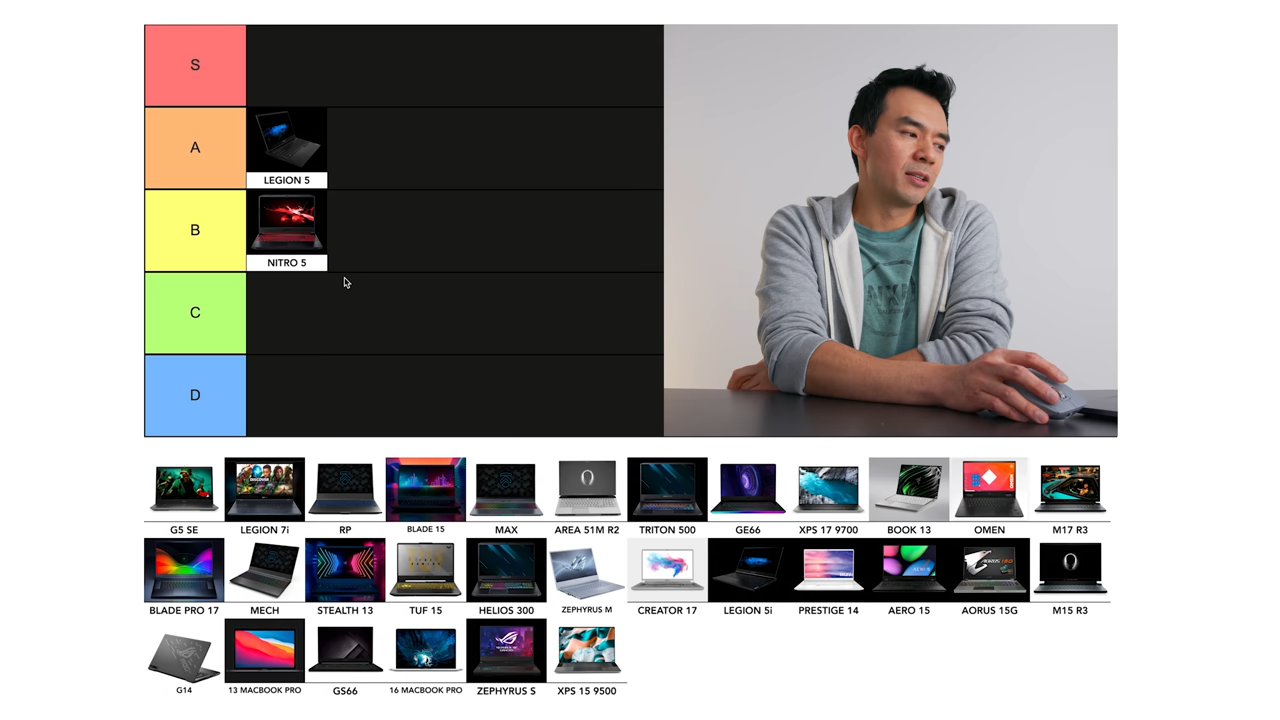 S
A
LEGION 5
B
NITRO 5
C
D
G5 SE
LEGION 7i
RP
BLADE 15
MAX
AREA 51M R2
TRITON 500
GE66
XPS 17 9700
BOOK 13
OMEN
M17 R3
BLADE PRO 17
MECH
STEALTH 13
TUF 15
HELIOS 300
ZEPHYRUS M
CREATOR 17
LEGION 5i
PRESTIGE 14
AERO 15
AORUS 15G
M15 R3
G14
13 MACBOOK PRO
GS66
16 MACBOOK PRO
ZEPHYRUS S
XPS 15 9500